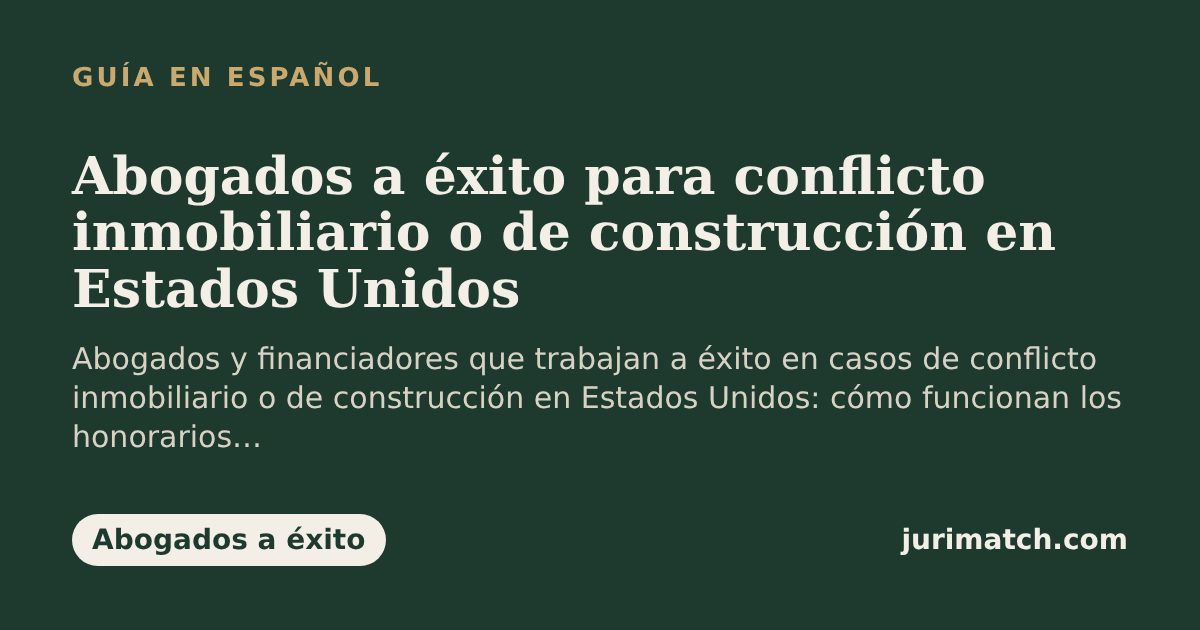 GUÍA EN ESPAÑOL
Abogados a éxito para conflicto
inmobiliario o de construcción en
Estados Unidos
Abogados y financiadores que trabajan a éxito en casos de conflicto
inmobiliario o de construcción en Estados Unidos: cómo funcionan los
honorarios…
Abogados a éxito
jurimatch.com